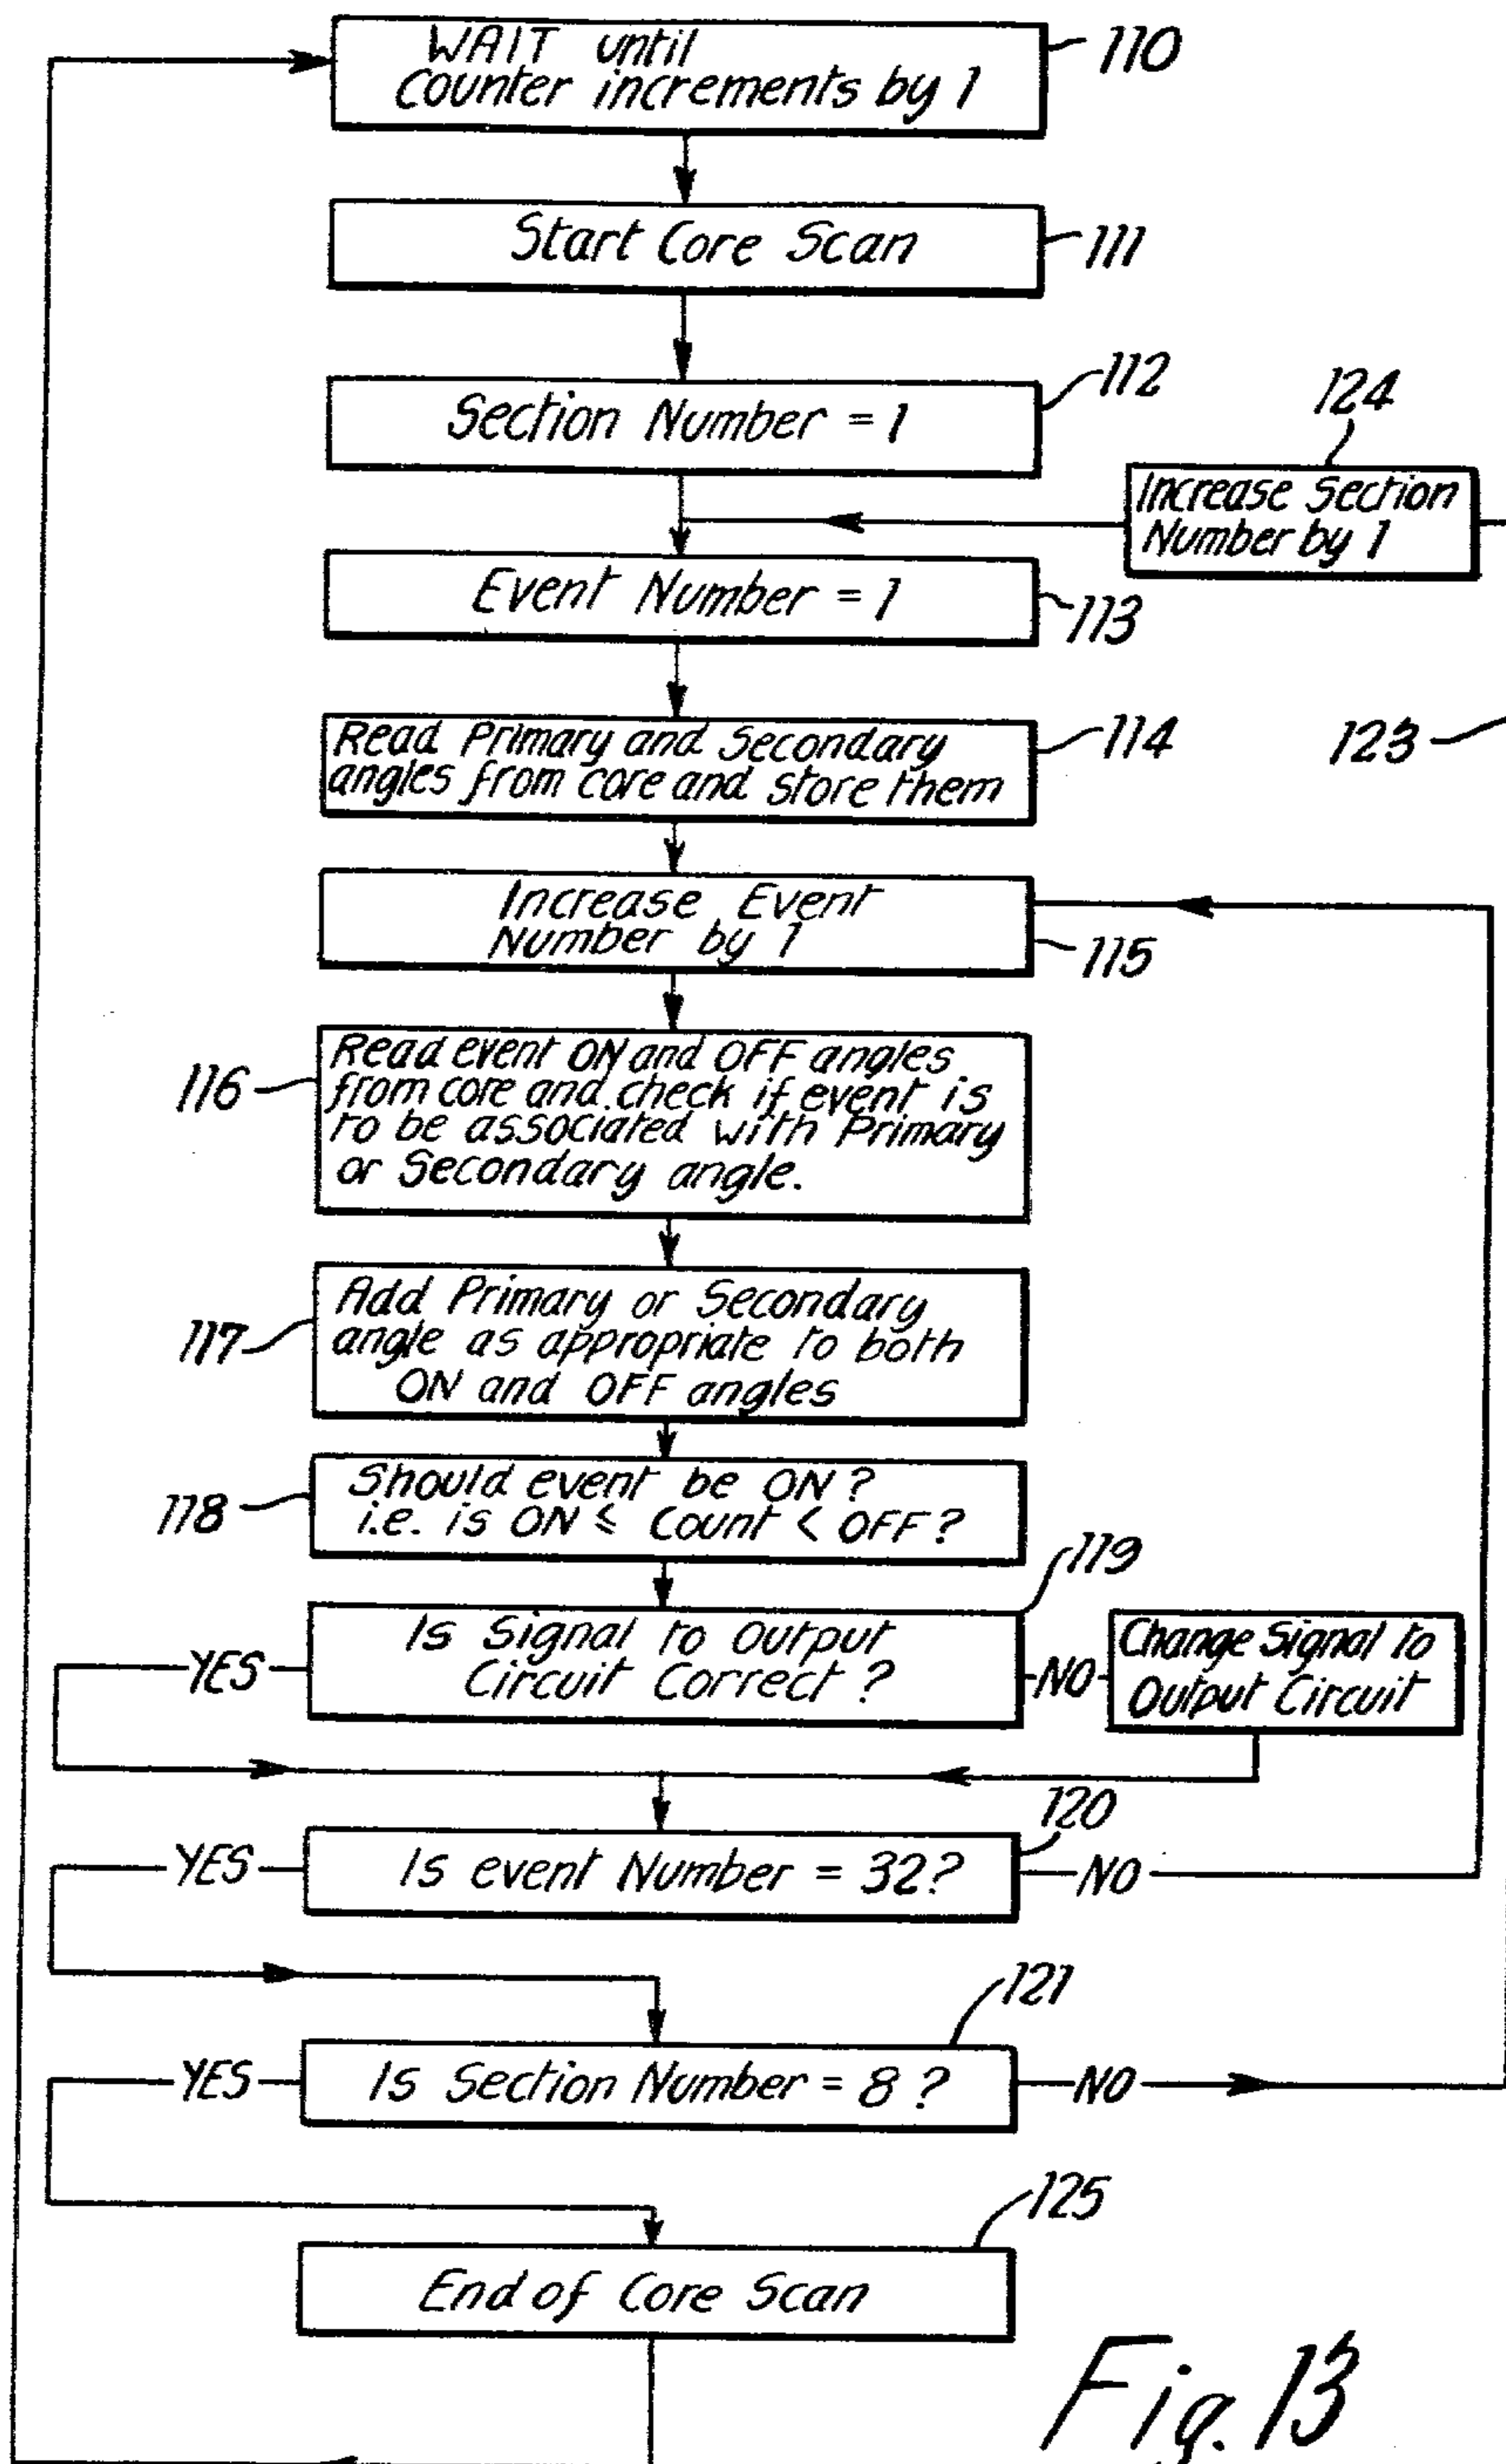 WAIT until
counter increments by 1
110
Start Core Scan
111
Section Number = 1
112
124
Increase Section
Number by 1
Event Number = 1
113
Read Primary and Secondary
angles from core and store them
114
123
Increase Event
Number by 1
115
116
Read event ON and OFF angles
from core and check if event is
to be associated with Primary
or Secondary angle.
117
Add Primary or Secondary
angle as appropriate to both
ON and OFF angles
118
Should event be ON?
i.e. is ON ≤ Count < OFF?
119
YES
Is Signal to Output
Circuit Correct?
NO
Change Signal to
Output Circuit
120
YES
Is event Number = 32?
NO
121
YES
Is Section Number = 8?
NO
125
End of Core Scan
Fig. 13